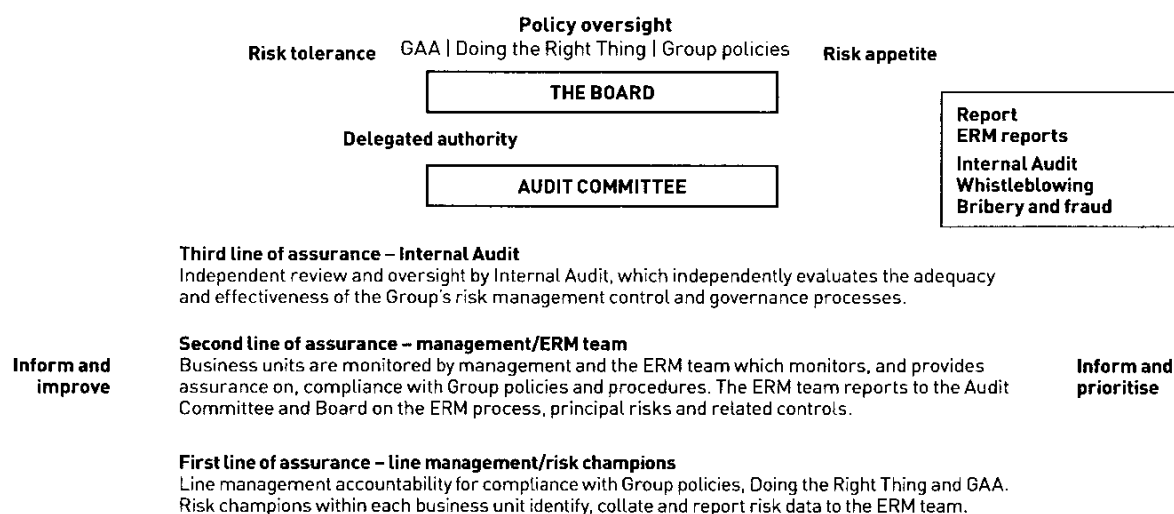 Policy oversight
Risk tolerance
GAA | Doing the Right Thing | Group policies
Risk appetite
THE BOARD
Delegated authority
AUDIT COMMITTEE
Report
ERM reports
Internal Audit
Whistleblowing
Bribery and fraud
Third line of assurance – Internal Audit
Independent review and oversight by Internal Audit, which independently evaluates the adequacy
and effectiveness of the Group's risk management control and governance processes.
Inform and
improve
Second line of assurance – management/ERM team
Business units are monitored by management and the ERM team which monitors, and provides
assurance on, compliance with Group policies and procedures. The ERM team reports to the Audit
Committee and Board on the ERM process, principal risks and related controls.
Inform and
prioritise
First line of assurance – line management/risk champions
Line management accountability for compliance with Group policies, Doing the Right Thing and GAA.
Risk champions within each business unit identify, collate and report risk data to the ERM team.